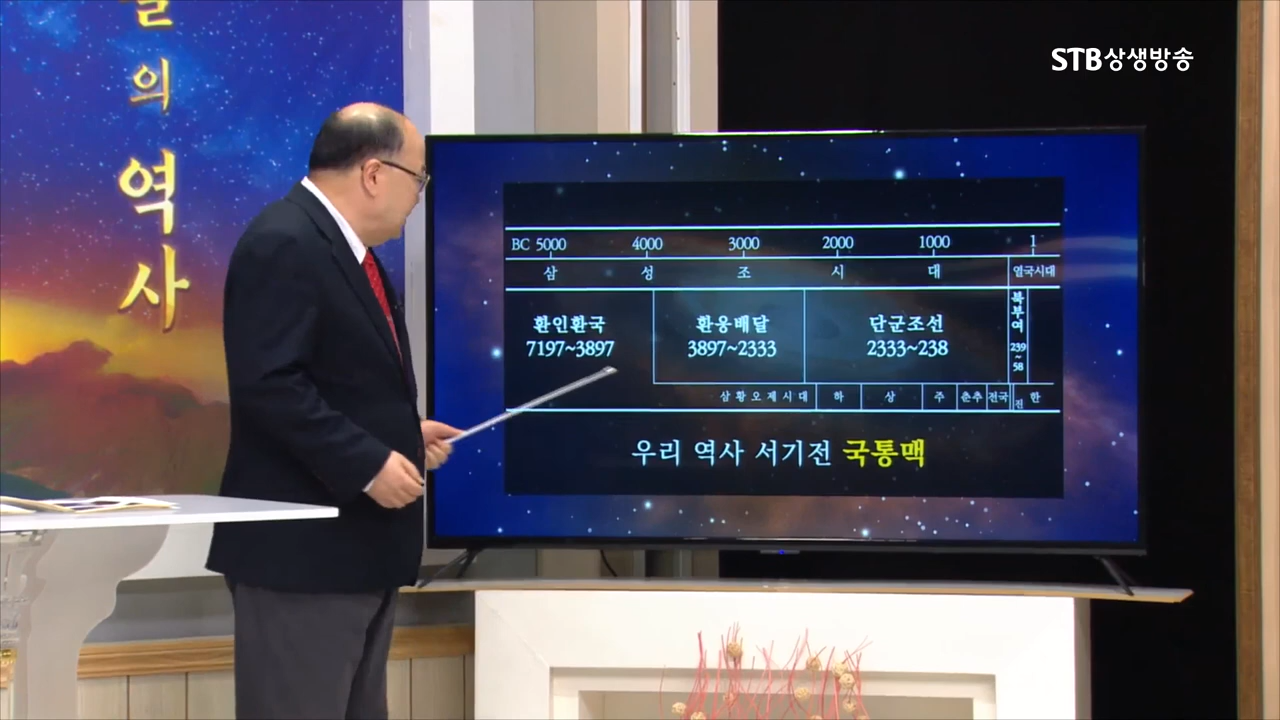 의
역사
STB상생방송
BC 5000 4000 3000 2000 1000 1
삼 성 조 시 대 열국시대
환인환국 환웅배달 단군조선 북부여
7197~3897 3897~2333 2333~238 239~58
삼황오제시대 하 상 주 춘추 전국 진 한
우리 역사 서기전 국통맥